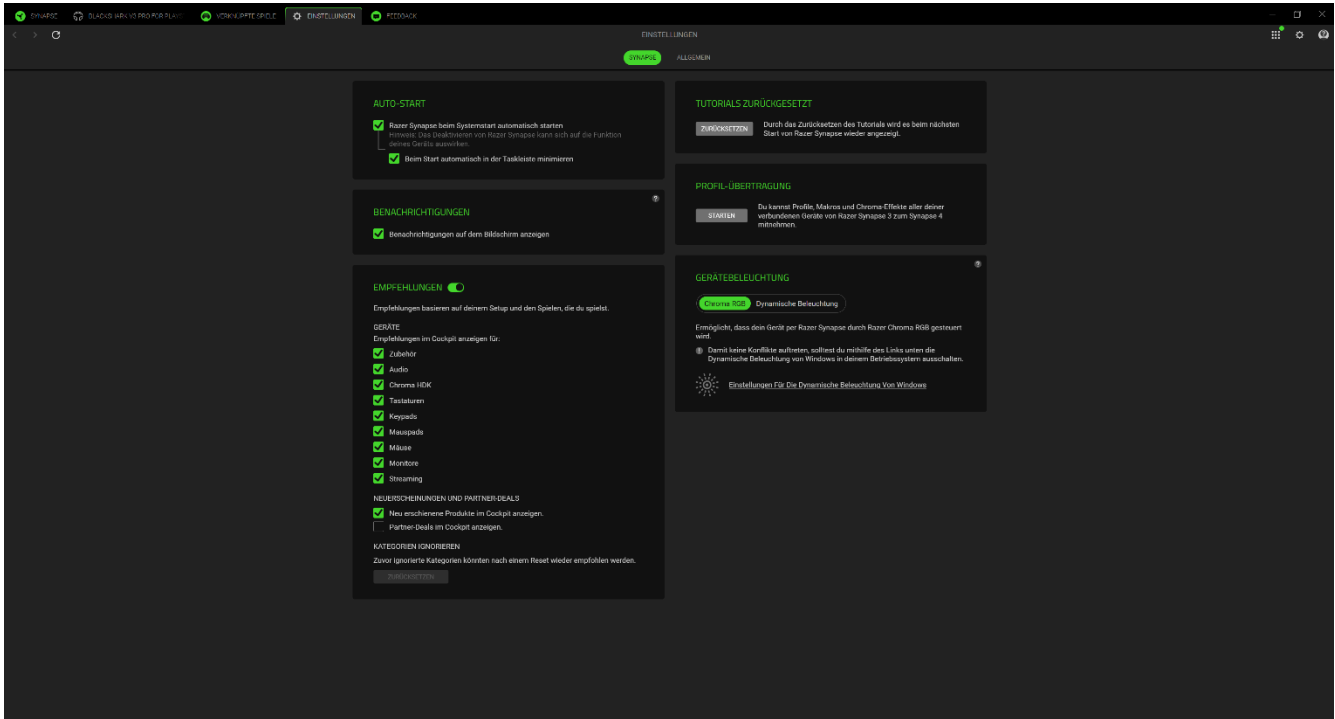 SYNAPSE
BLACKSHARK V3 PRO FOR PLAYS
VERKNÜPFTE SPIELE
EINSTELLUNGEN
FEEDBACK
EINSTELLUNGEN
SYNAPSE
ALLGEMEIN
AUTO-START
Razer Synapse beim Systemstart automatisch starten
Hinweis: Das Deaktivieren von Razer Synapse kann sich auf die Funktion
deines Geräts auswirken.
Beim Start automatisch in der Taskleiste minimieren
BENACHRICHTIGUNGEN
Benachrichtigungen auf dem Bildschirm anzeigen
EMPFEHLUNGEN
Empfehlungen basieren auf deinem Setup und den Spielen, die du spielst.
GERÄTE
Empfehlungen im Cockpit anzeigen für:
Zubehör
Audio
Chroma HDK
Tastaturen
Keypads
Mauspads
Mäuse
Monitore
Streaming
NEUERSCHEINUNGEN UND PARTNER-DEALS
Neu erschienene Produkte im Cockpit anzeigen.
Partner-Deals im Cockpit anzeigen.
KATEGORIEN IGNORIEREN
Zuvor ignorierte Kategorien könnten nach einem Reset wieder empfohlen werden.
ZURÜCKSETZEN
TUTORIALS ZURÜCKGESETZT
ZURÜCKSETZEN
Durch das Zurücksetzen des Tutorials wird es beim nächsten
Start von Razer Synapse wieder angezeigt.
PROFIL-ÜBERTRAGUNG
STARTEN
Du kannst Profile, Makros und Chroma-Effekte aller deiner
verbundenen Geräte von Razer Synapse 3 zum Synapse 4
mitnehmen.
GERÄTEBELEUCHTUNG
Chroma RGB
Dynamische Beleuchtung
Ermöglicht, dass dein Gerät per Razer Synapse durch Razer Chroma RGB gesteuert
wird.
Damit keine Konflikte auftreten, solltest du mithilfe des Links unten die
Dynamische Beleuchtung von Windows in deinem Betriebssystem ausschalten.
Einstellungen Für Die Dynamische Beleuchtung Von Windows